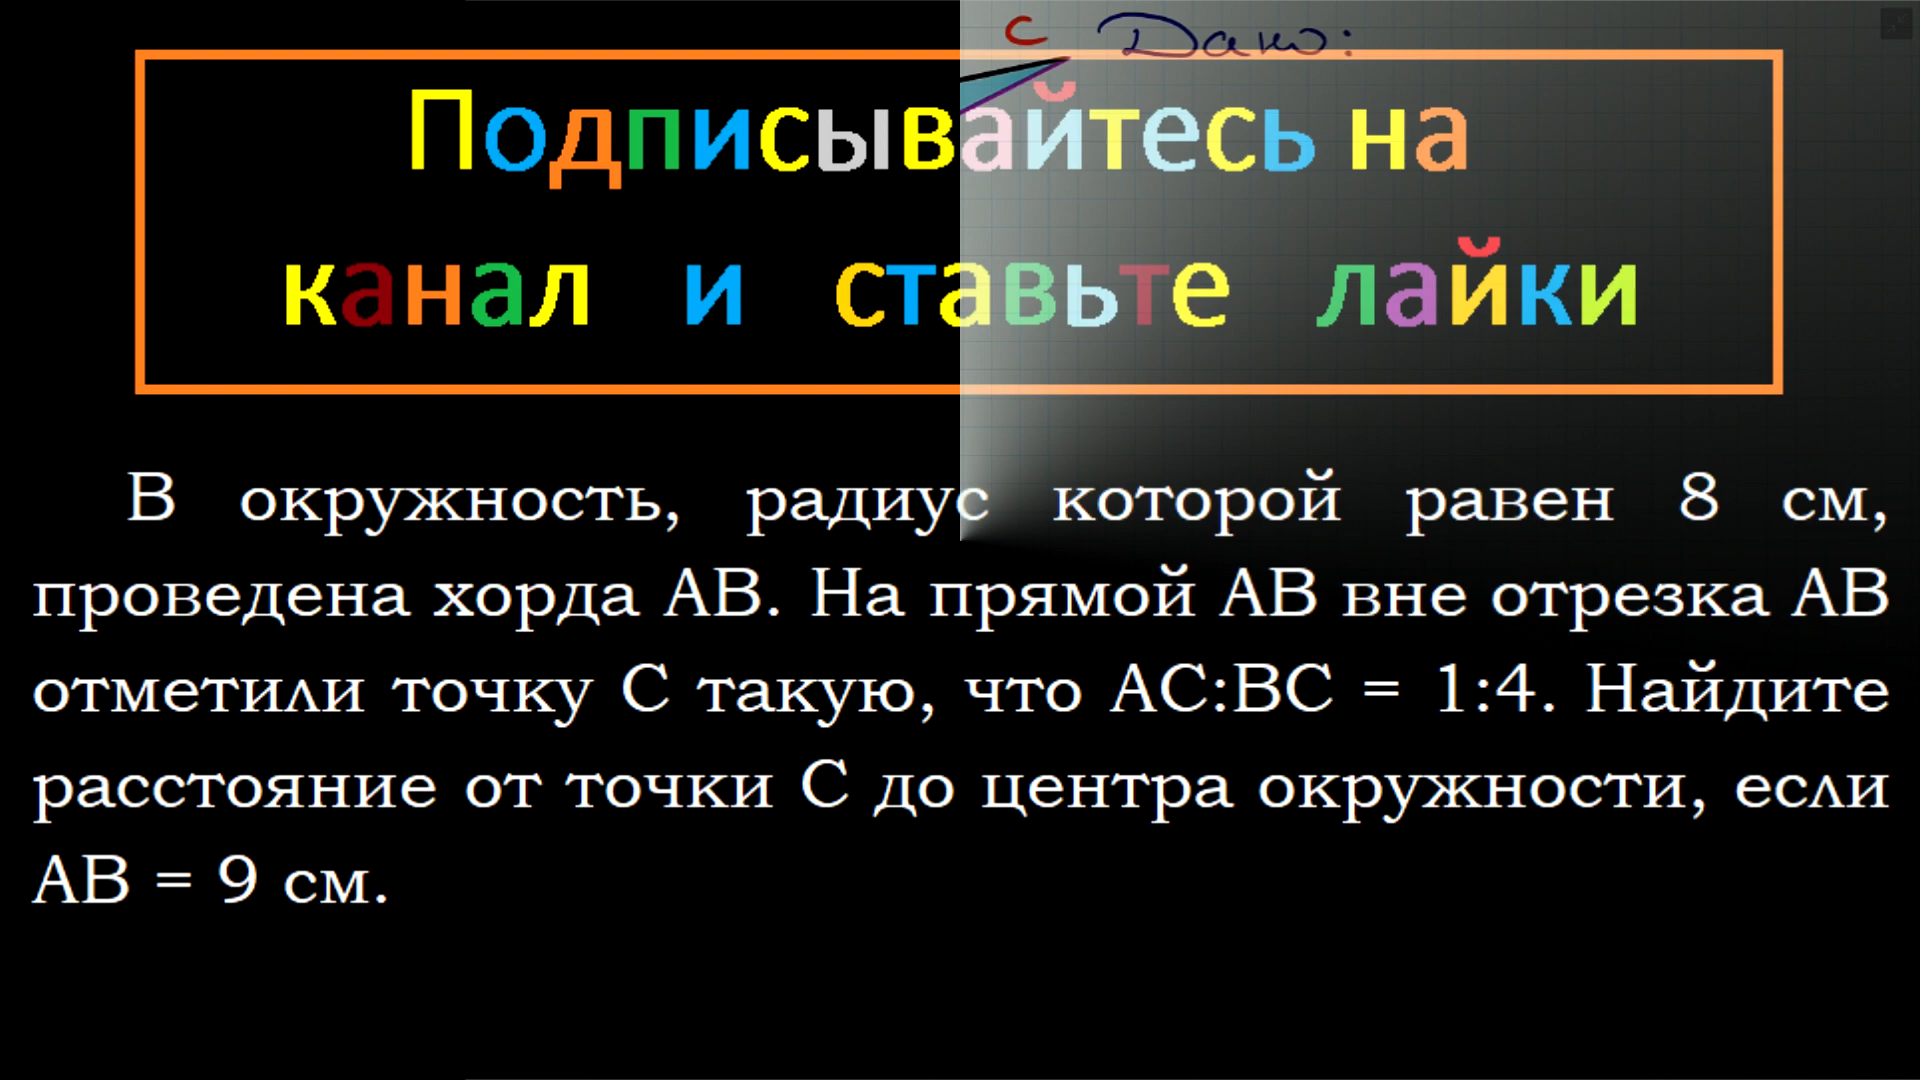 С Дано:
Подписывайтесь на
канал и ставьте лайки
В окружность, радиус которой равен 8 см,
проведена хорда АВ. На прямой АВ вне отрезка АВ
отметили точку С такую, что АС:ВС = 1:4. Найдите
расстояние от точки С до центра окружности, если
АВ = 9 см.